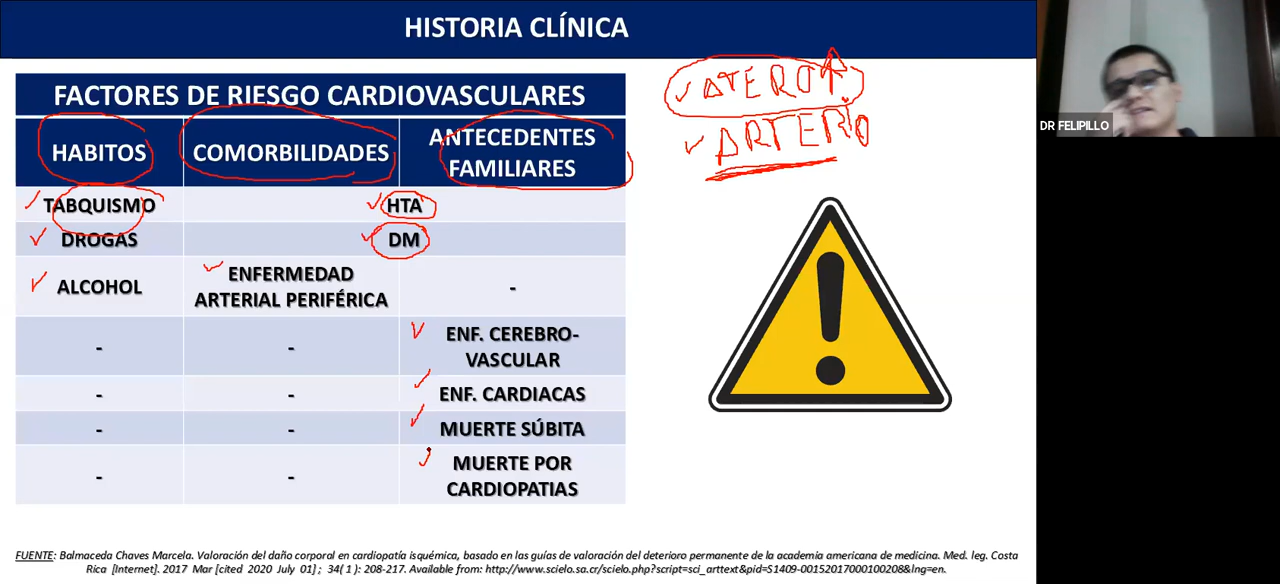 HISTORIA CLÍNICA
FACTORES DE RIESGO CARDIOVASCULARES
HABITOS COMORBILIDADES ANTECEDENTES
FAMILIARES
TABQUISMO HTA
DROGAS DM
ALCOHOL ENFERMEDAD
ARTERIAL PERIFÉRICA -
- - ENF. CEREBRO-
VASCULAR
- - ENF. CARDIACAS
- - MUERTE SÚBITA
- - MUERTE POR
CARDIOPATIAS
ATERO
ARTERIO
!
DR FELIPILLO
FUENTE: Balmaceda Chaves Marcela. Valoración del daño corporal en cardiopatía isquémica, basado en las guías de valoración del deterioro permanente de la academia americana de medicina. Med. leg. Costa
Rica [Internet]. 2017 Mar [cited 2020 July 01] ; 34( 1 ): 208-217. Available from: http://www.scielo.sa.cr/scielo.php?script=sci_arttext&pid=S1409-00152017000100208&lng=en.